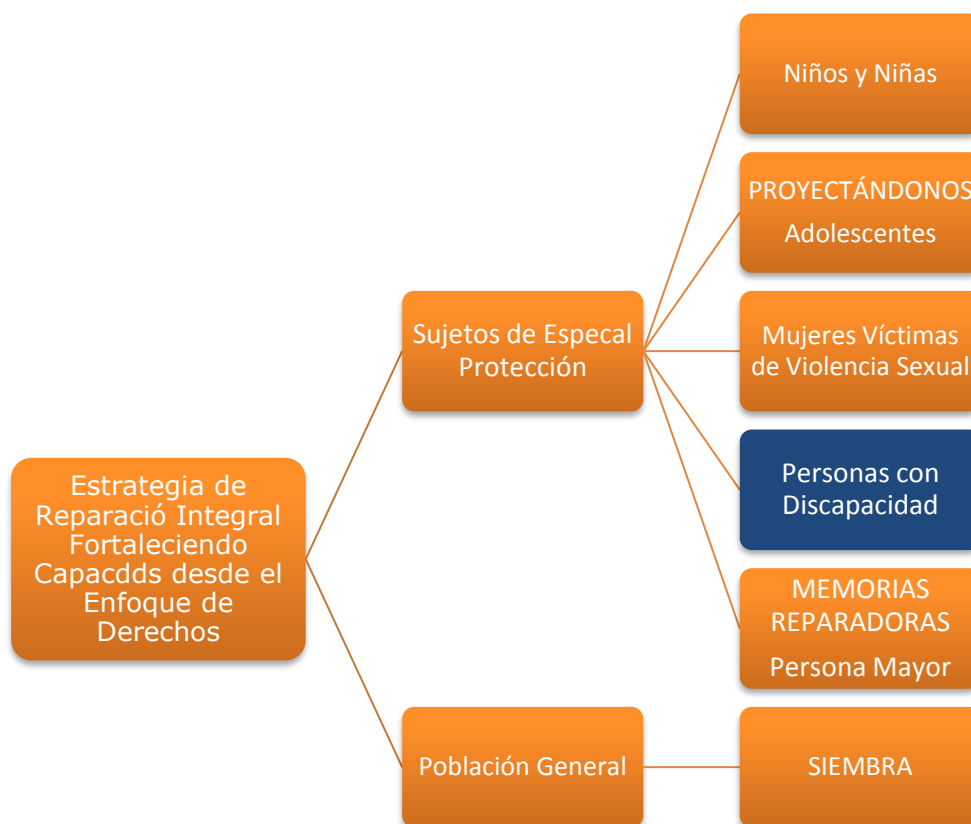 Niños y Niñas
PROYECTÁNDONOS
Adolescentes
Sujetos de Especal
Protección
Mujeres Víctimas
de Violencia Sexual
Personas con
Discapacidad
Estrategia de
Reparació Integral
Fortaleciendo
Capacdds desde el
Enfoque de
Derechos
MEMORIAS
REPARADORAS
Persona Mayor
Población General
SIEMBRA